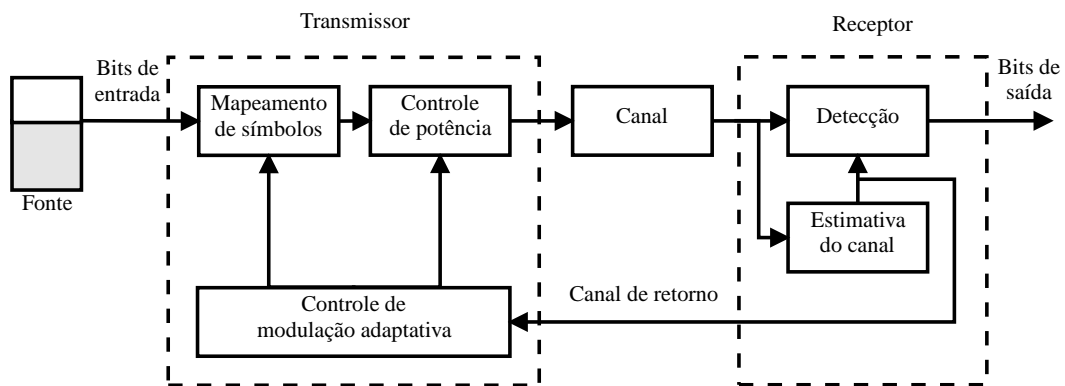 Transmissor
Receptor
Bits de
entrada
Mapeamento
de símbolos
Controle
de potência
Canal
Detecção
Bits de
saída
Fonte
Estimativa
do canal
Controle de
modulação adaptativa
Canal de retorno